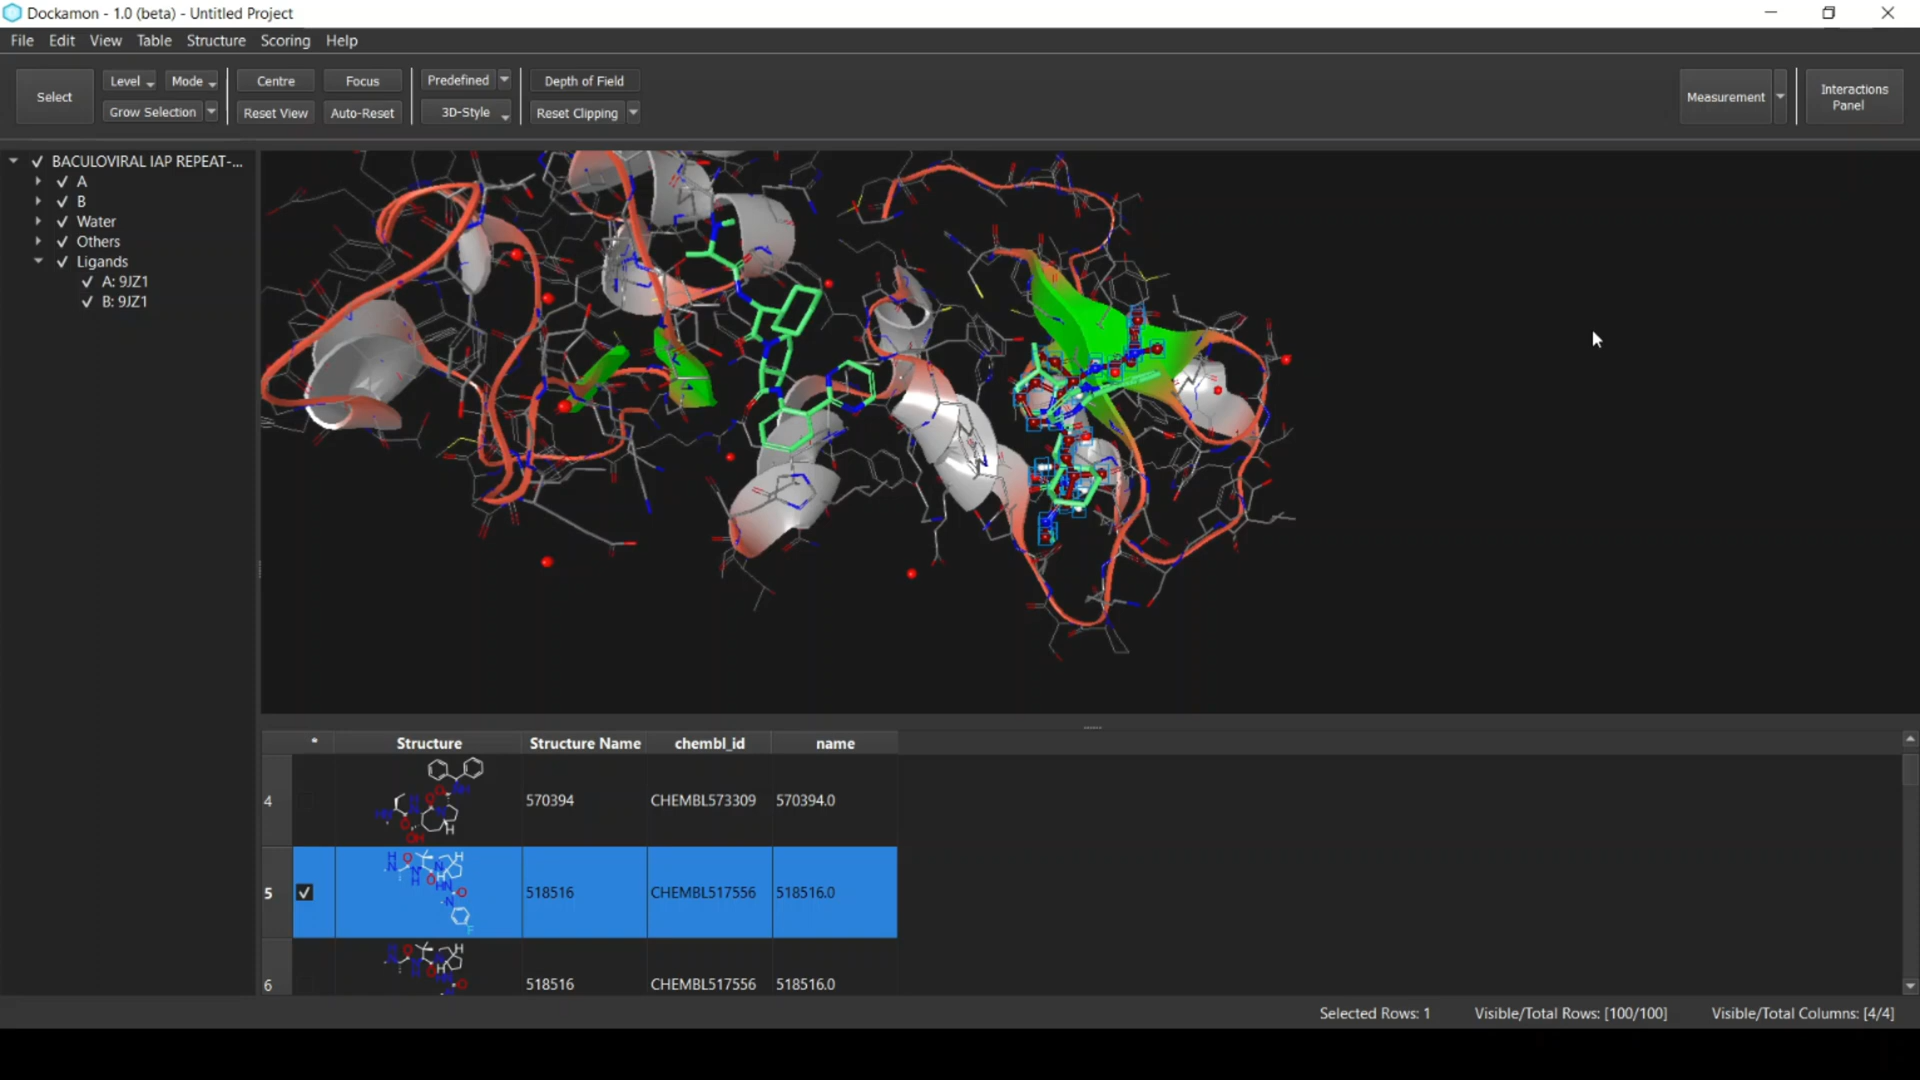 Dockamon - 1.0 (beta) - Untitled Project
File Edit View Table Structure Scoring Help
Select
Level Mode
Grow Selection
Centre Focus
Reset View Auto-Reset
Predefined
3D-Style
Depth of Field
Reset Clipping
Measurement
Interactions
Panel
BACULOVIRAL IAP REPEAT-...
A
B
Water
Others
Ligands
A: 9JZ1
B: 9JZ1
* Structure Structure Name chembl_id name
4 570394 CHEMBL573309 570394.0
5 518516 CHEMBL517556 518516.0
6 518516 CHEMBL517556 518516.0
Selected Rows: 1 Visible/Total Rows: [100/100] Visible/Total Columns: [4/4]